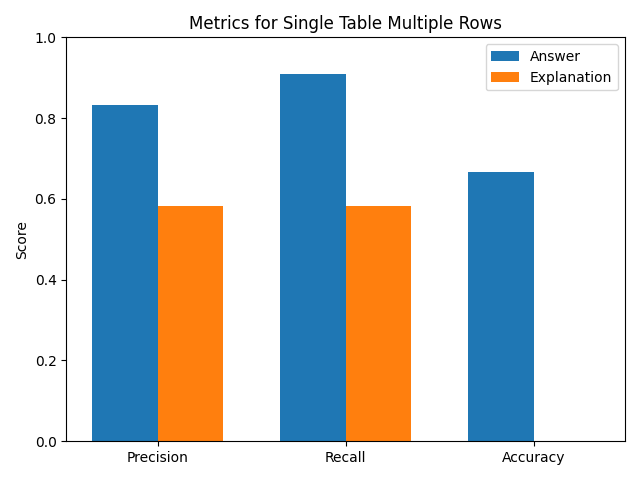 Metrics for Single Table Multiple Rows
Answer
Explanation
Score
1.0
0.8
0.6
0.4
0.2
0.0
Precision
Recall
Accuracy